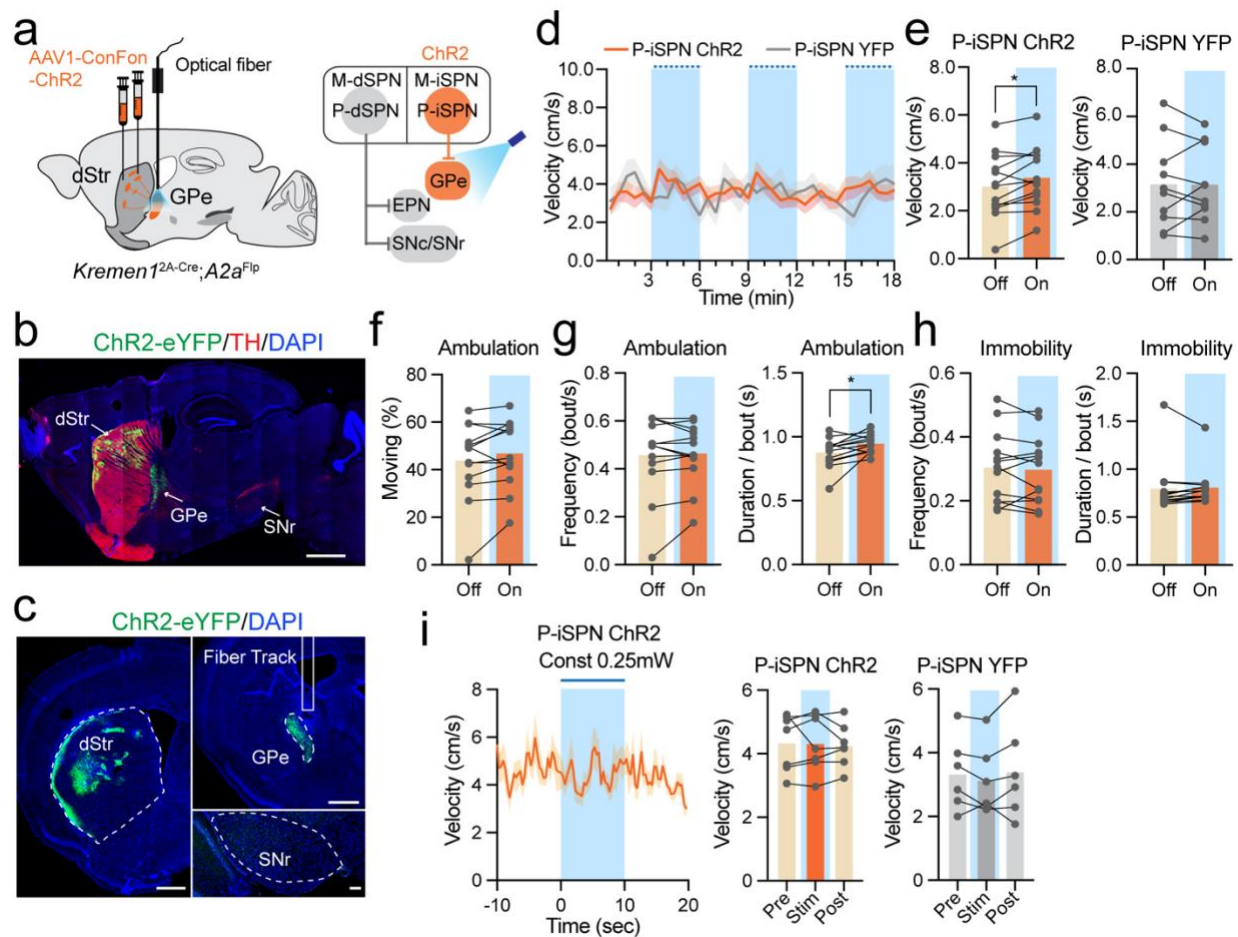 a
AAV1-ConFon
-ChR2
Optical fiber
dStr
GPe
Kremen12A-Cre;A2aFlp
ChR2
M-dSPN
M-iSPN
P-dSPN
P-iSPN
GPe
EPN
SNc/SNr
b
ChR2-eYFP/TH/DAPI
dStr
GPe
SNr
c
ChR2-eYFP/DAPI
dStr
Fiber Track
GPe
SNr
d
P-iSPN ChR2
P-iSPN YFP
Velocity (cm/s)
10.0
8.0
6.0
4.0
2.0
0.0
3
6
9
12
15
18
Time (min)
e
P-iSPN ChR2
Velocity (cm/s)
8.0
6.0
4.0
2.0
0.0
*
Off
On
P-iSPN YFP
Velocity (cm/s)
8.0
6.0
4.0
2.0
0.0
Off
On
f
Ambulation
Moving (%)
80
60
40
20
0
Off
On
g
Ambulation
Frequency (bout/s)
0.8
0.6
0.4
0.2
0.0
Off
On
Ambulation
Duration / bout (s)
1.5
1.0
0.5
0.0
*
Off
On
h
Immobility
Frequency (bout/s)
0.6
0.4
0.2
0.0
Off
On
Immobility
Duration / bout (s)
2.0
1.5
1.0
0.5
0.0
Off
On
i
P-iSPN ChR2
Const 0.25mW
Velocity (cm/s)
8
6
4
2
0
-10
0
10
20
Time (sec)
P-iSPN ChR2
Velocity (cm/s)
6
4
2
0
Pre
Stim
Post
P-iSPN YFP
Velocity (cm/s)
6
4
2
0
Pre
Stim
Post